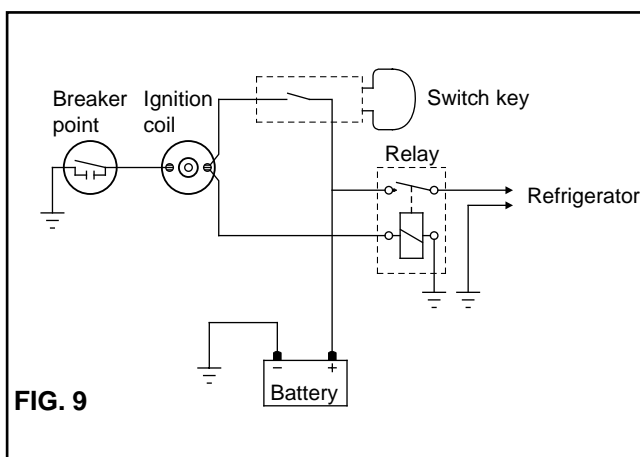 Breaker
point
Ignition
coil
Switch key
Relay
Refrigerator
− +
Battery
FIG. 9